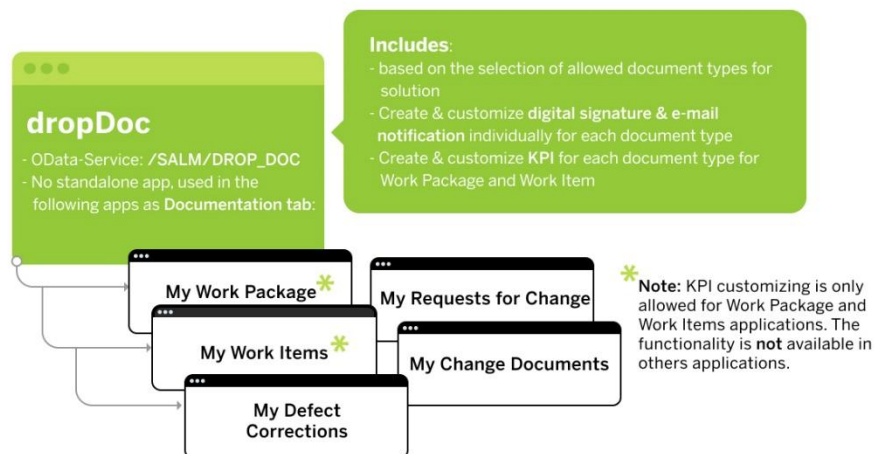 Includes:
- based on the selection of allowed document types for
solution
- Create & customize digital signature & e-mail
notification individually for each document type
- Create & customize KPI for each document type for
Work Package and Work Item
dropDoc
- OData-Service: /SALM/DROP_DOC
- No standalone app, used in the
following apps as Documentation tab:
My Work Package*
My Requests for Change
My Work Items*
My Change Documents
My Defect
Corrections
*Note: KPI customizing is only
allowed for Work Package and
Work Items applications. The
functionality is not available in
others applications.